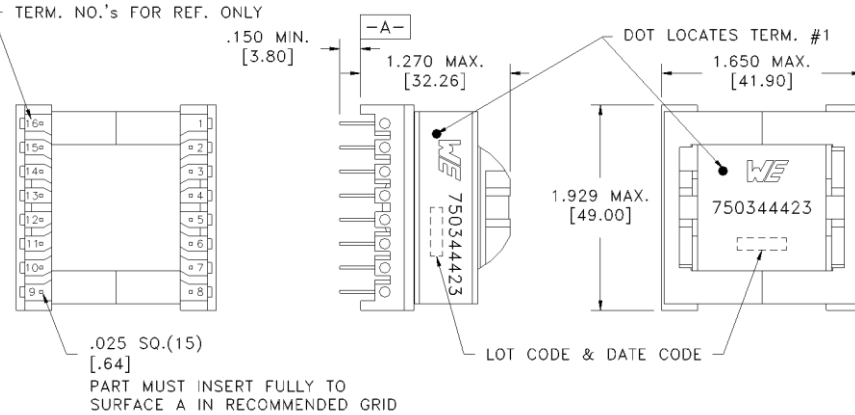 TERM. NO.'s FOR REF. ONLY
.150 MIN.
[3.80]
-A-
1.270 MAX.
[32.26]
DOT LOCATES TERM. #1
1.650 MAX.
[41.90]
16
15
14
13
12
11
10
9
1
2
3
4
5
6
7
8
WE 750344423
1.929 MAX.
[49.00]
WE
750344423
.025 SQ.(15)
[.64]
PART MUST INSERT FULLY TO
SURFACE A IN RECOMMENDED GRID
LOT CODE & DATE CODE